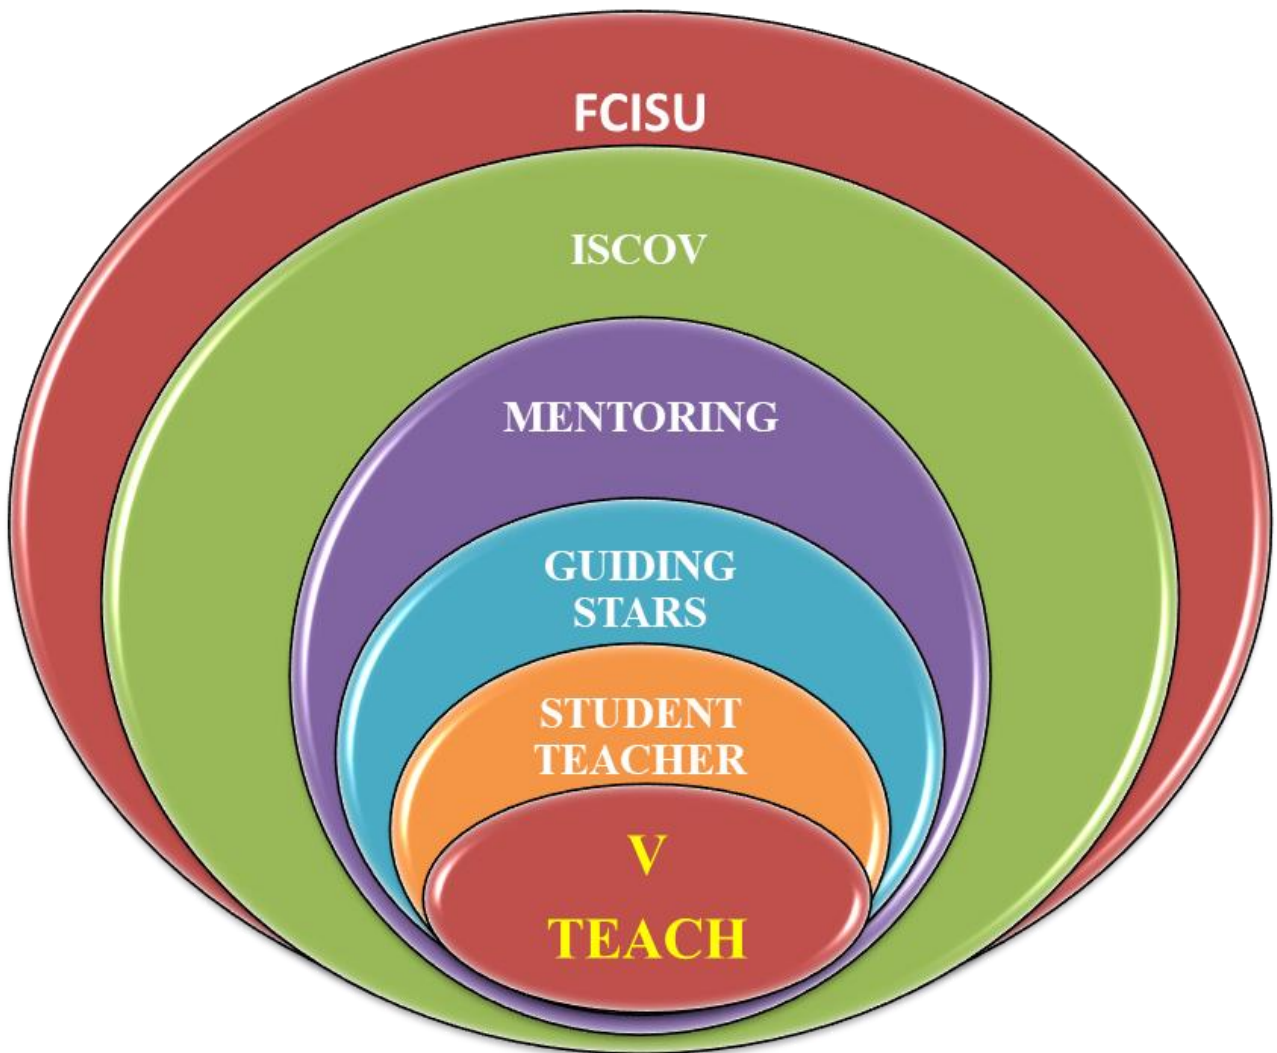 FCISU
ISCOV
MENTORING
GUIDING
STARS
STUDENT
TEACHER
V
TEACH